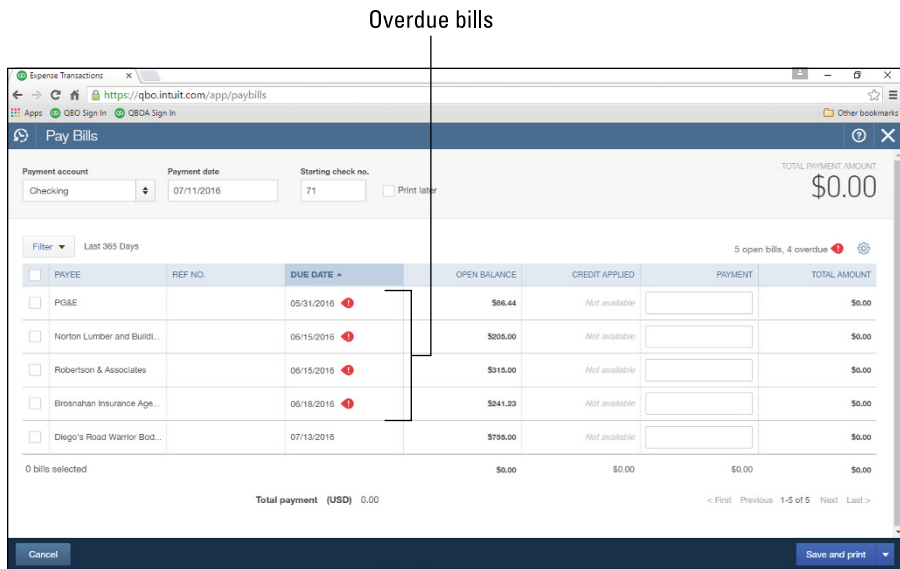 Overdue bills
Expense Transactions
https://qbo.intuit.com/app/paybills
Apps QBO Sign In QBOA Sign In Other bookmarks
Pay Bills
Payment account Payment date Starting check no. TOTAL PAYMENT AMOUNT
Checking 07/11/2016 71 Print later $0.00
Filter Last 365 Days 5 open bills, 4 overdue
PAYEE REF NO. DUE DATE OPEN BALANCE CREDIT APPLIED PAYMENT TOTAL AMOUNT
PG&E 05/31/2016 $86.44 Not available $0.00
Norton Lumber and Buildi... 06/15/2016 $205.00 Not available $0.00
Robertson & Associates 06/15/2016 $315.00 Not available $0.00
Brosnahan Insurance Age... 06/18/2016 $241.23 Not available $0.00
Diego's Road Warrior Bod... 07/13/2016 $755.00 Not available $0.00
0 bills selected $0.00 $0.00 $0.00 $0.00
Total payment (USD) 0.00 < First Previous 1-5 of 5 Next Last >
Cancel Save and print